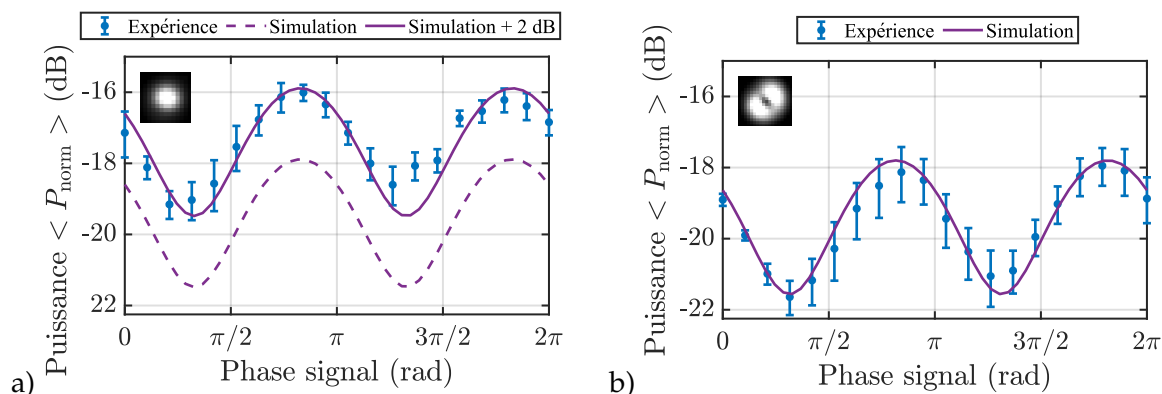 Expérience Simulation Simulation + 2 dB
Puissance < P_norm > (dB)
-16
-18
-20
22
0 π/2 π 3π/2 2π
Phase signal (rad)
a)
Expérience Simulation
Puissance < P_norm > (dB)
-16
-18
-20
-22
0 π/2 π 3π/2 2π
Phase signal (rad)
b)